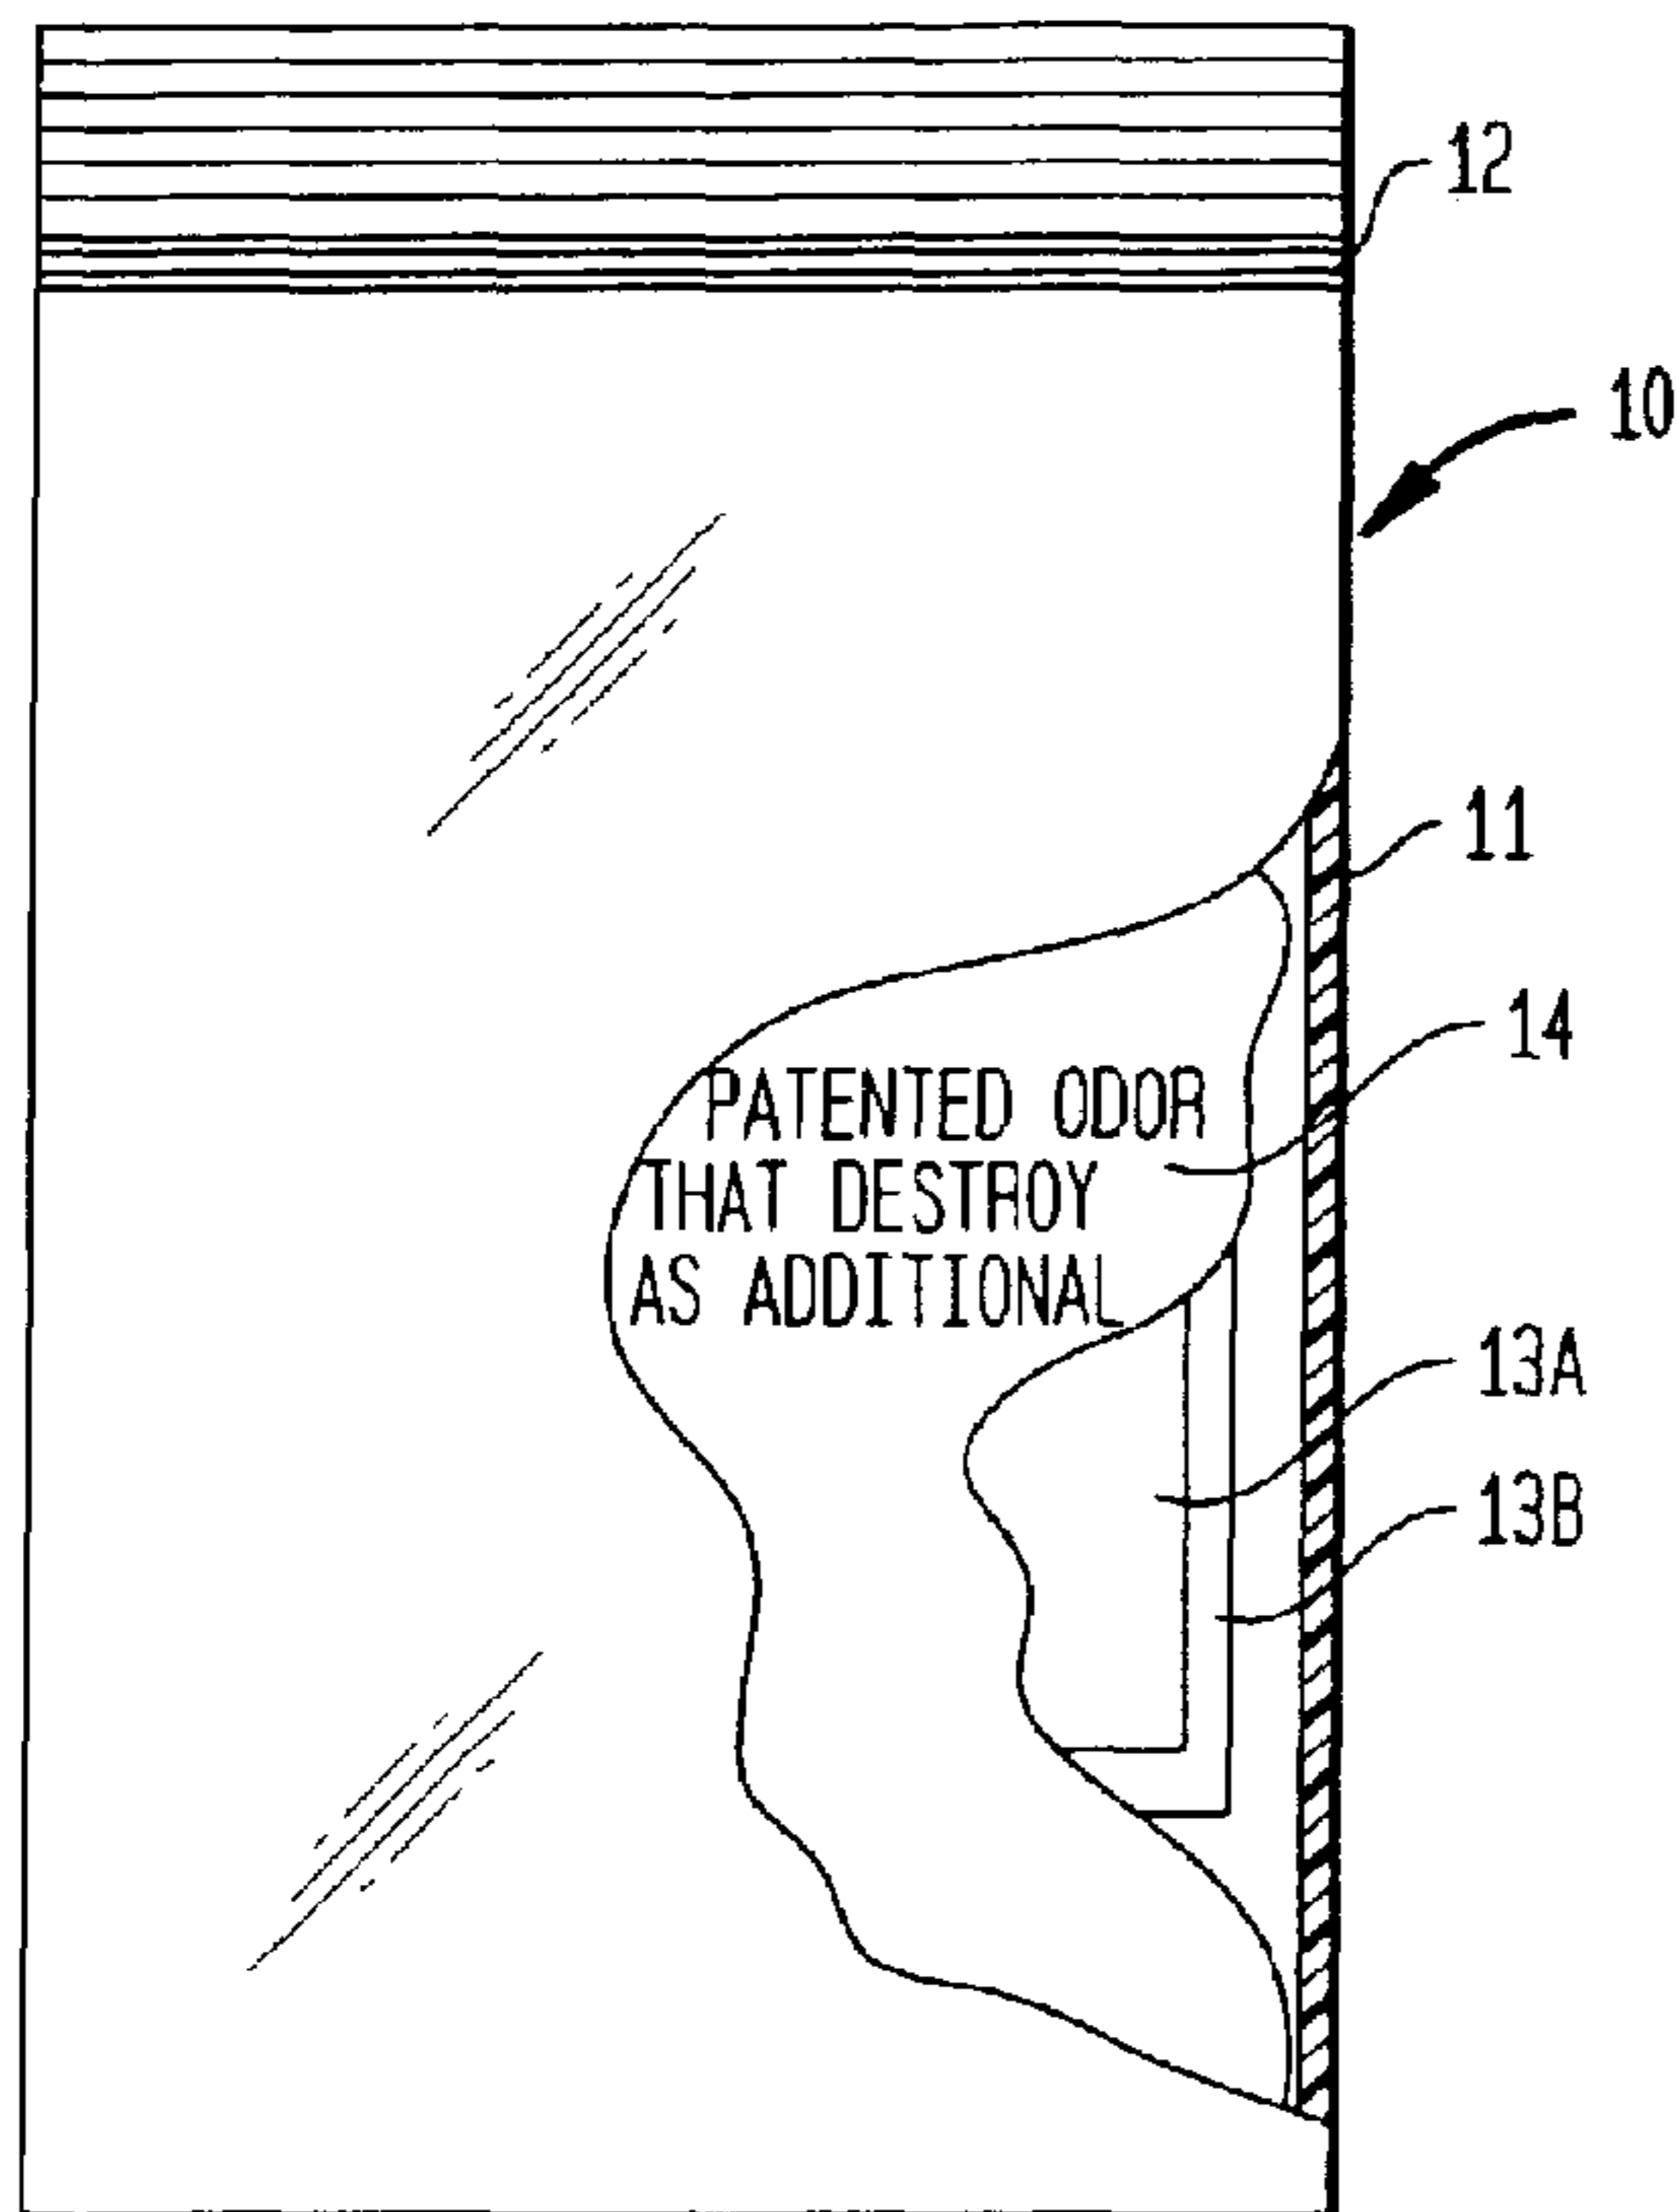 12
10
11
14
PATENTED ODOR
THAT DESTROY
AS ADDITIONAL
13A
13B